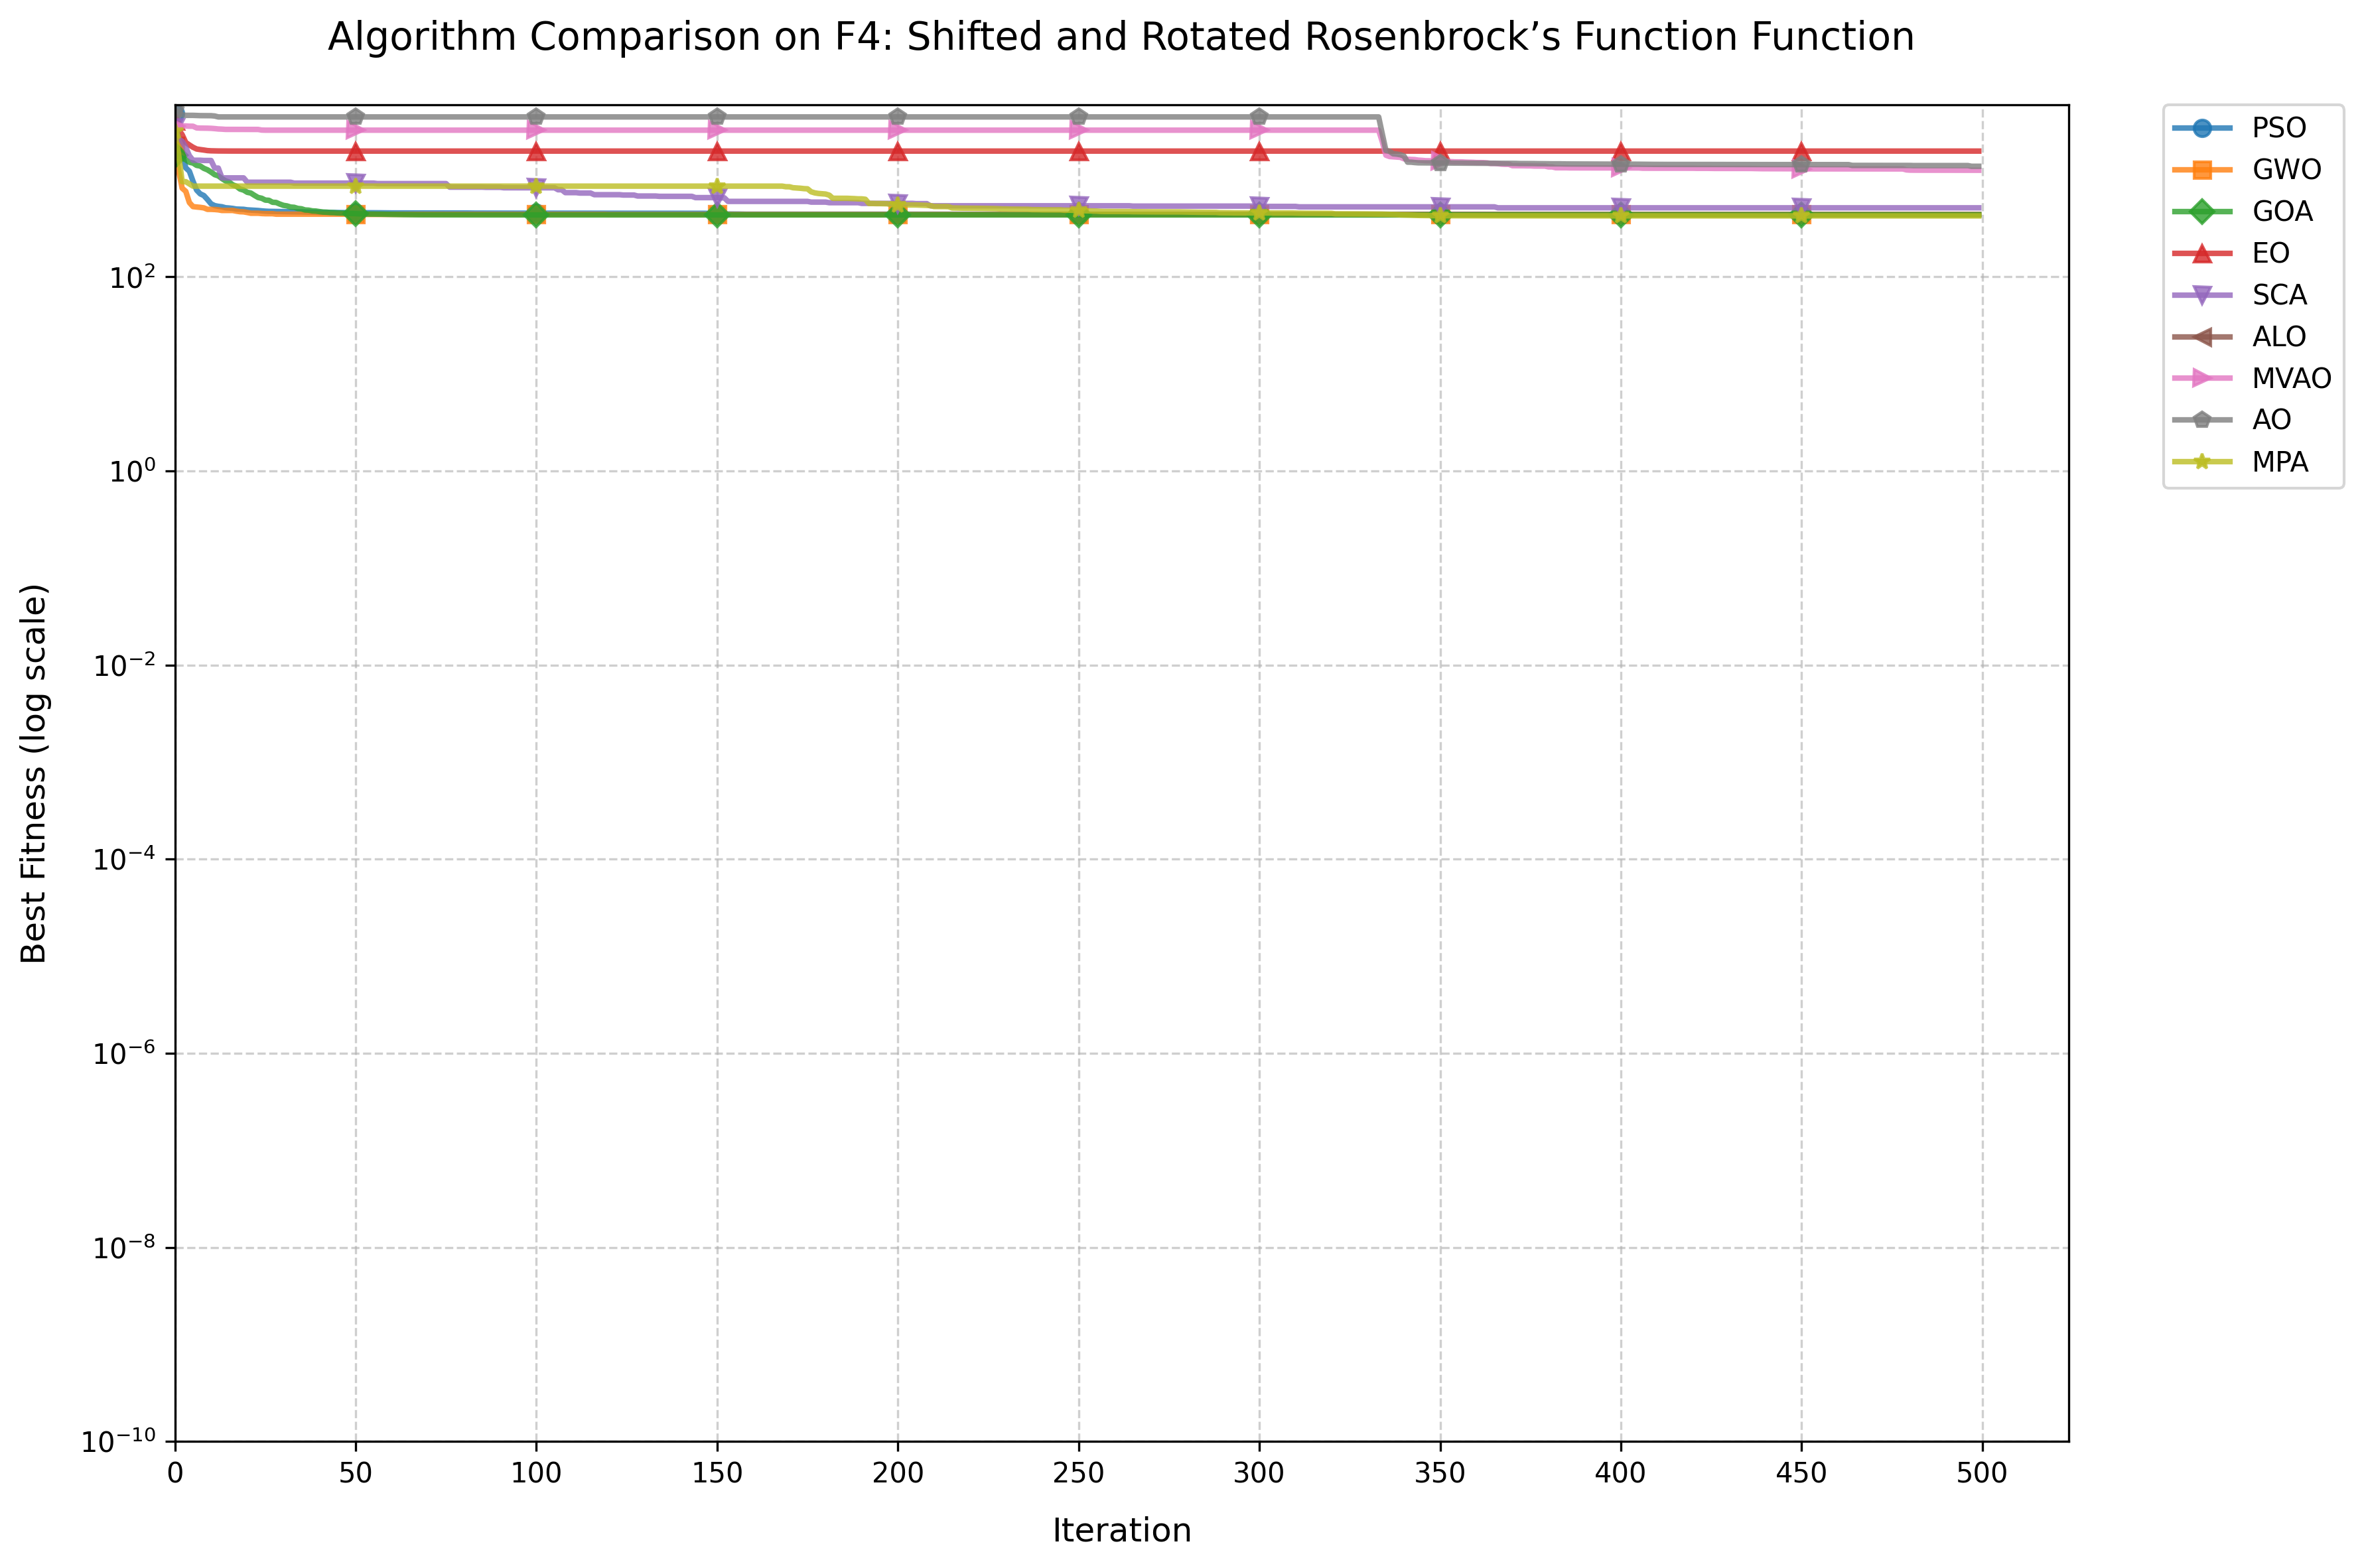 Algorithm Comparison on F4: Shifted and Rotated Rosenbrock’s Function Function
Best Fitness (log scale)
10²
10⁰
10⁻²
10⁻⁴
10⁻⁶
10⁻⁸
10⁻¹⁰
0 50 100 150 200 250 300 350 400 450 500
Iteration
PSO
GWO
GOA
EO
SCA
ALO
MVAO
AO
MPA